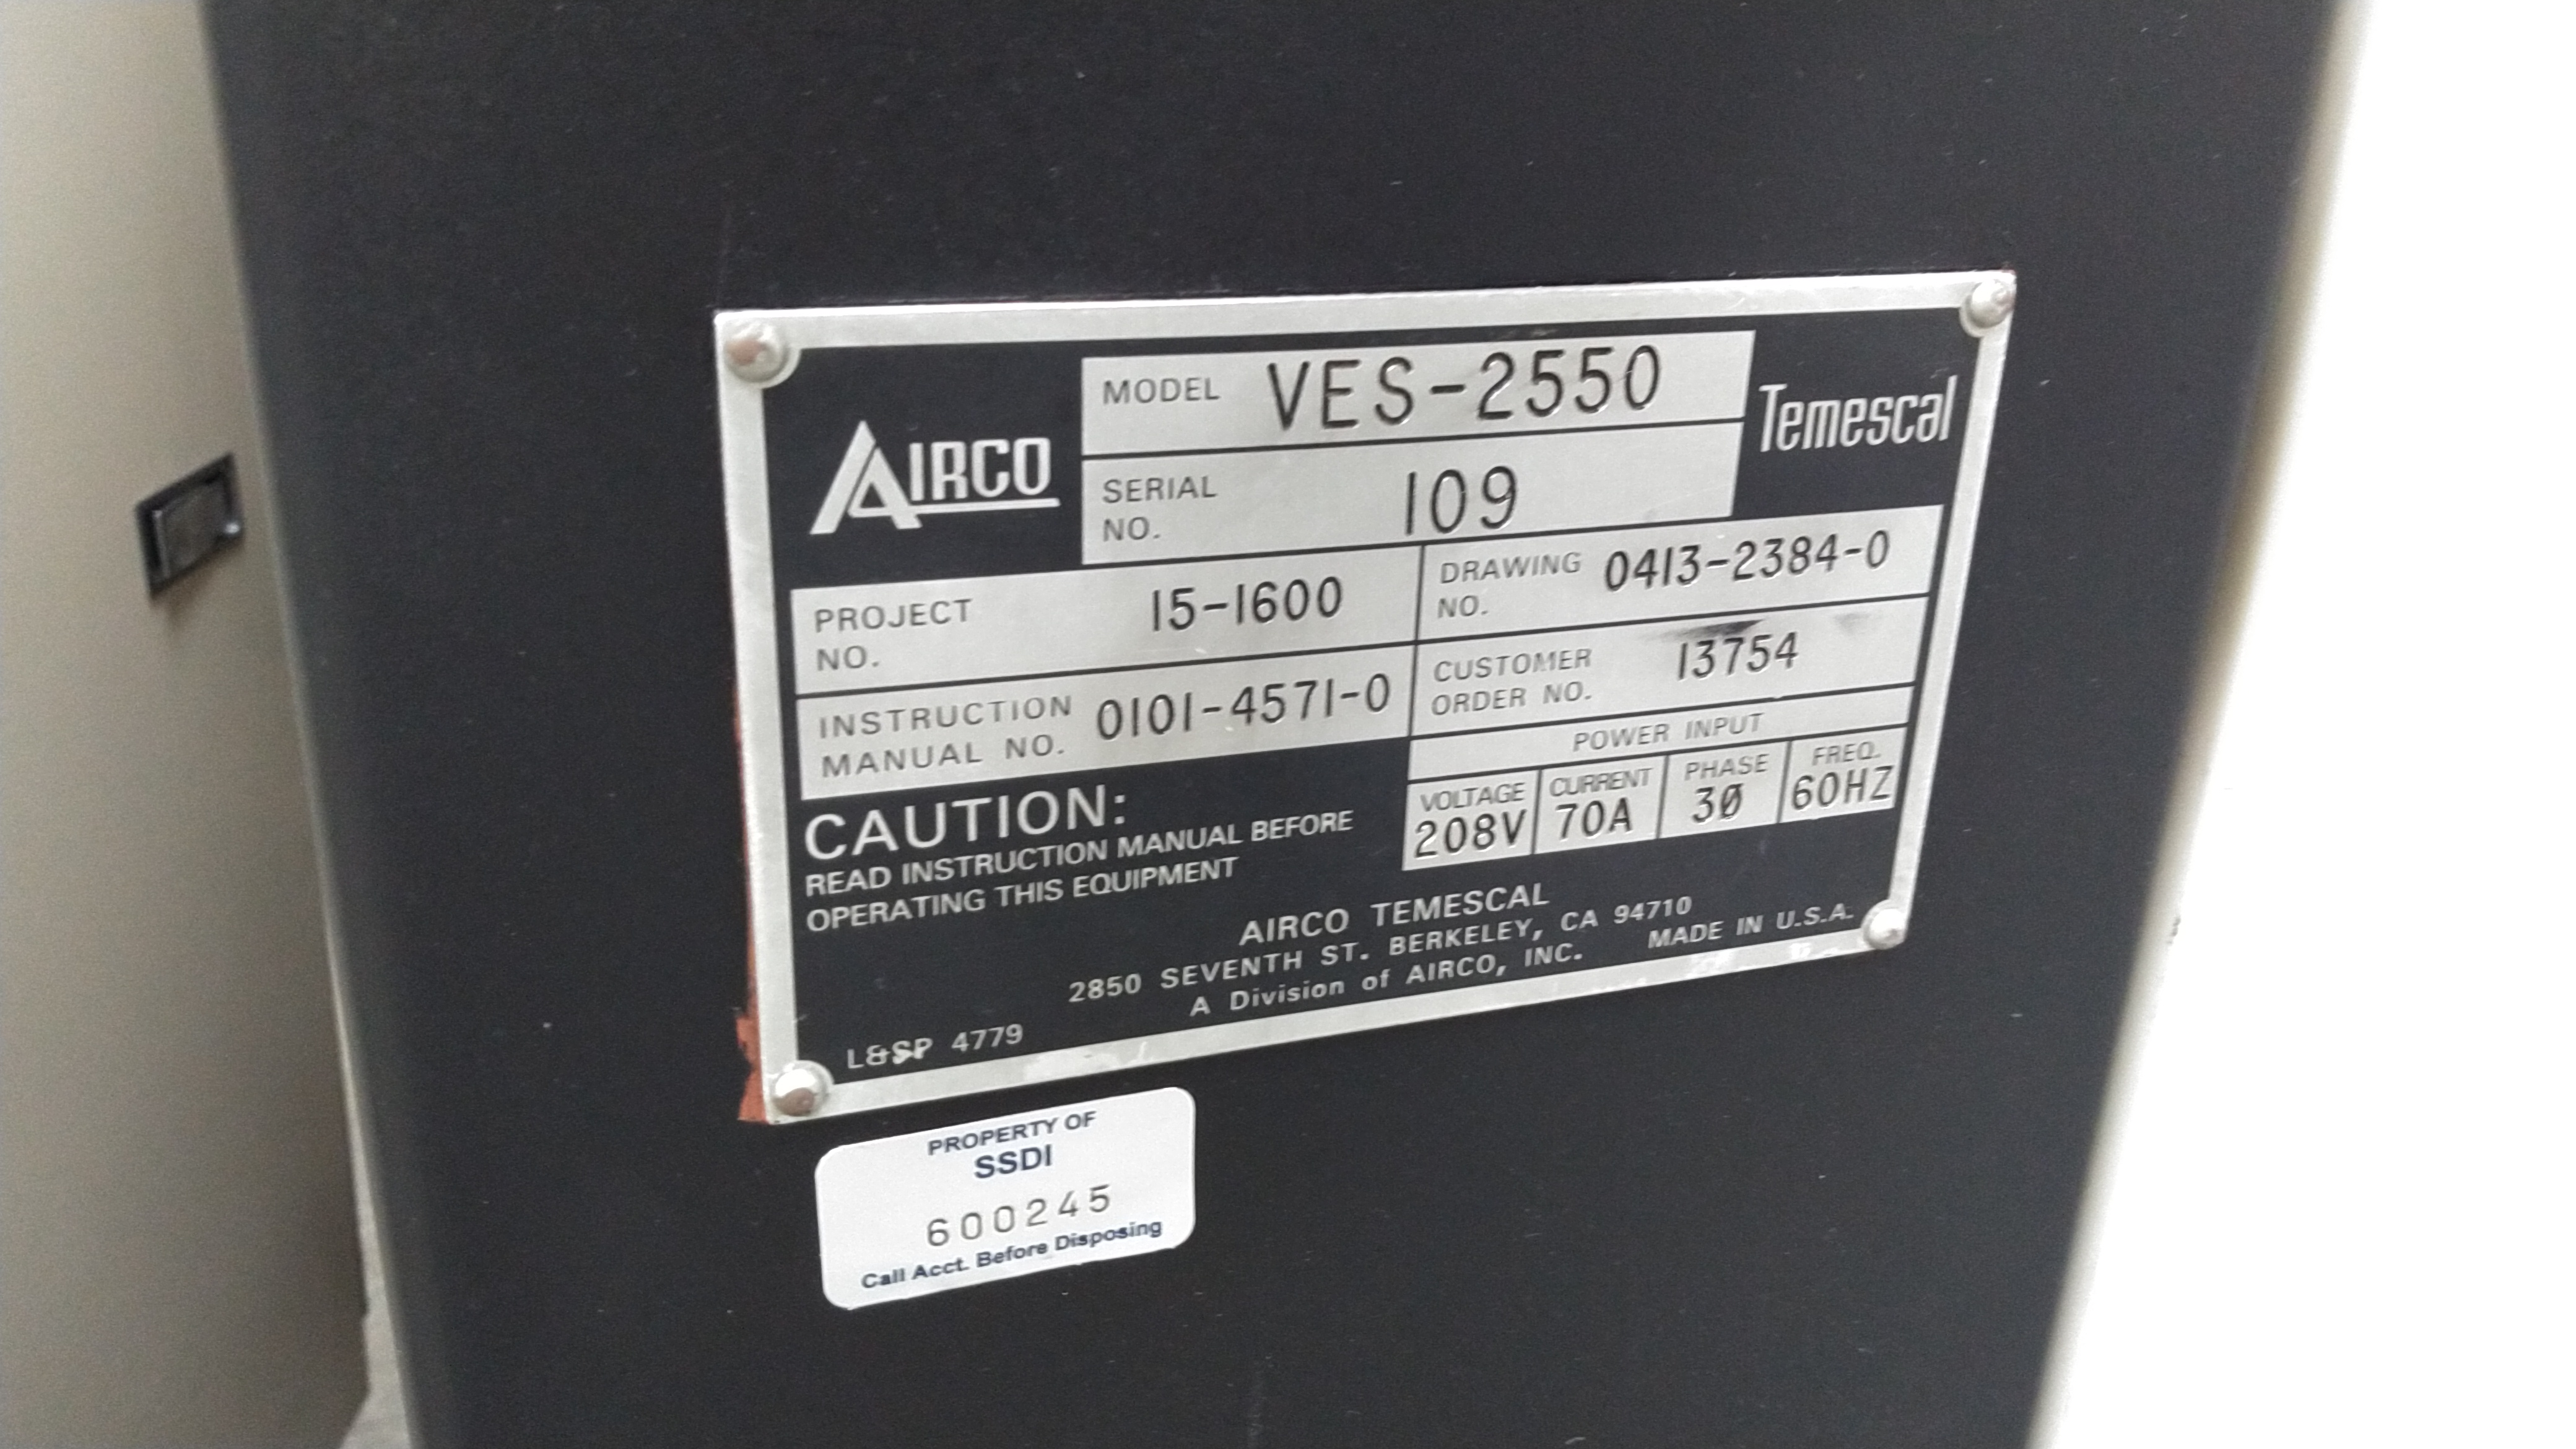 AIRCO
MODEL VES-2550
Temescal
SERIAL NO. 109
PROJECT NO. 15-1600
DRAWING NO. 0413-2384-0
INSTRUCTION MANUAL NO. 0101-4571-0
CUSTOMER ORDER NO. 13754
POWER INPUT
VOLTAGE CURRENT PHASE FREQ.
208V 70A 3Ø 60HZ
CAUTION:
READ INSTRUCTION MANUAL BEFORE
OPERATING THIS EQUIPMENT
AIRCO TEMESCAL
2850 SEVENTH ST. BERKELEY, CA 94710
A Division of AIRCO, INC. MADE IN U.S.A.
L&SP 4779
PROPERTY OF
SSDI
600245
Call Acct. Before Disposing